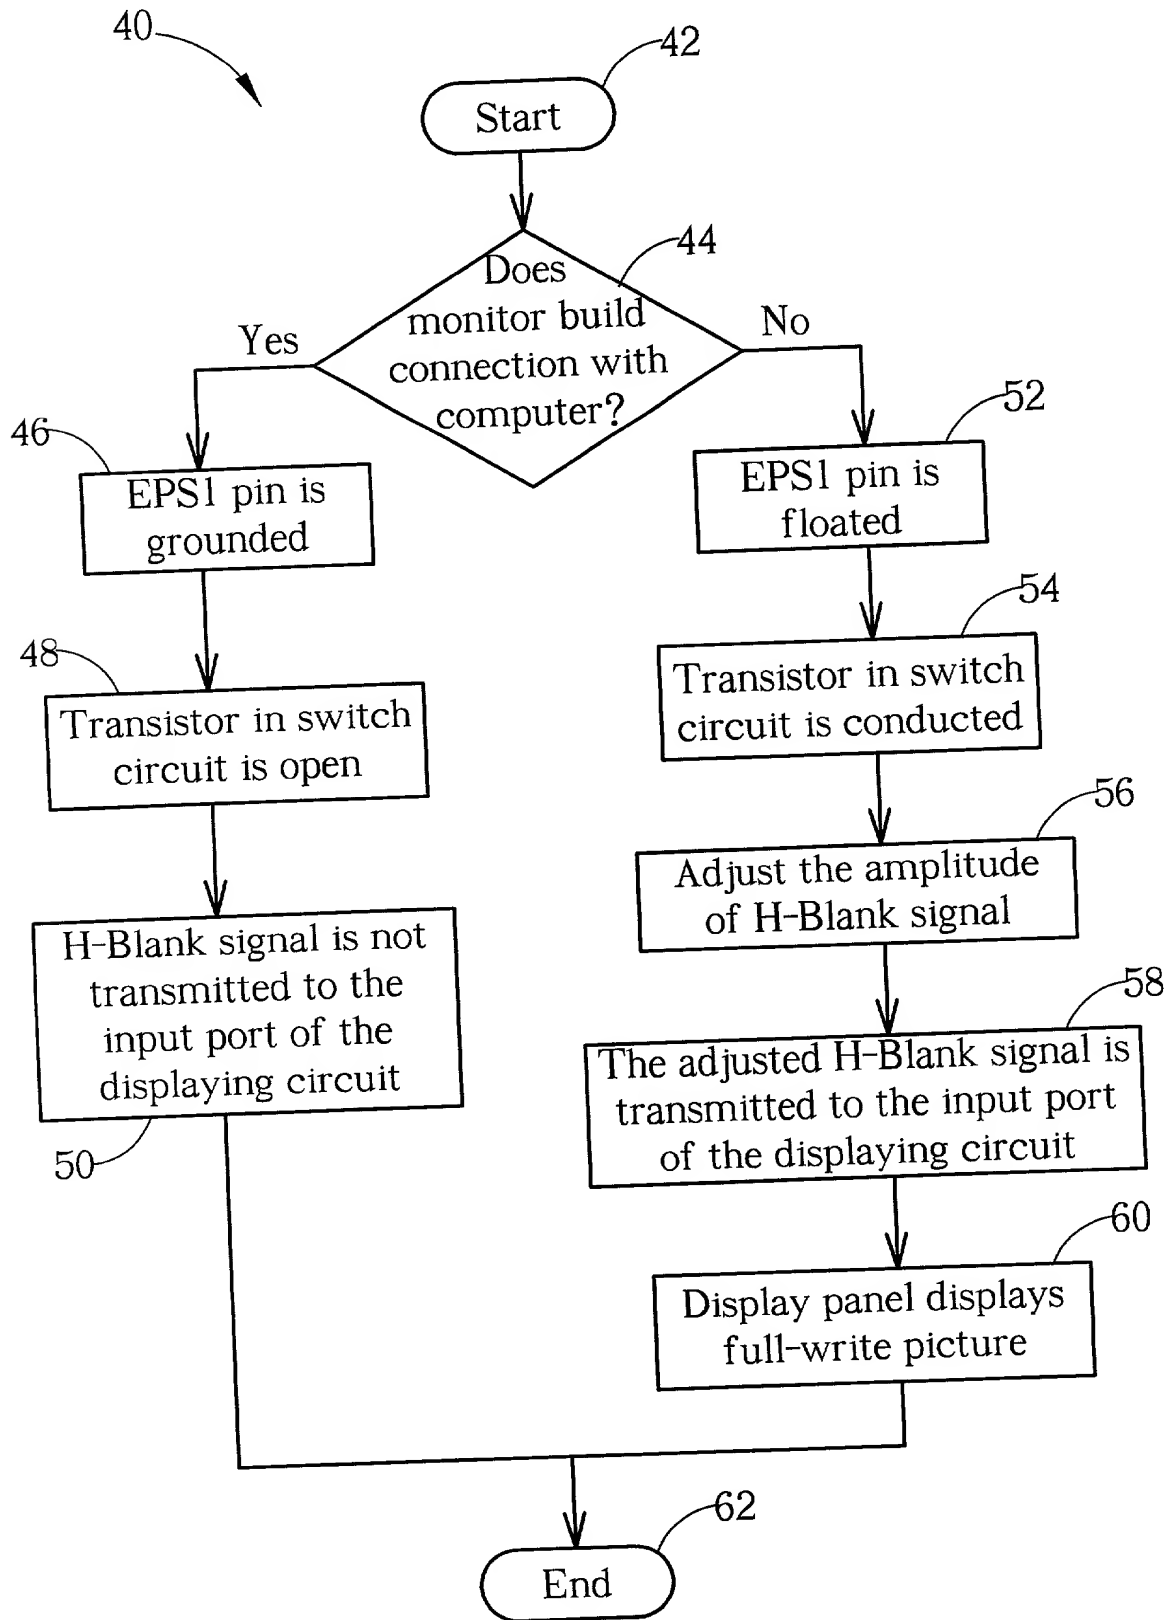 40
42
Start
44
Does
monitor build
connection with
computer?
Yes
No
46
EPS1 pin is
grounded
52
EPS1 pin is
floated
48
Transistor in switch
circuit is open
54
Transistor in switch
circuit is conducted
56
Adjust the amplitude
of H-Blank signal
H-Blank signal is not
transmitted to the
input port of the
displaying circuit
50
58
The adjusted H-Blank signal is
transmitted to the input port
of the displaying circuit
60
Display panel displays
full-write picture
62
End